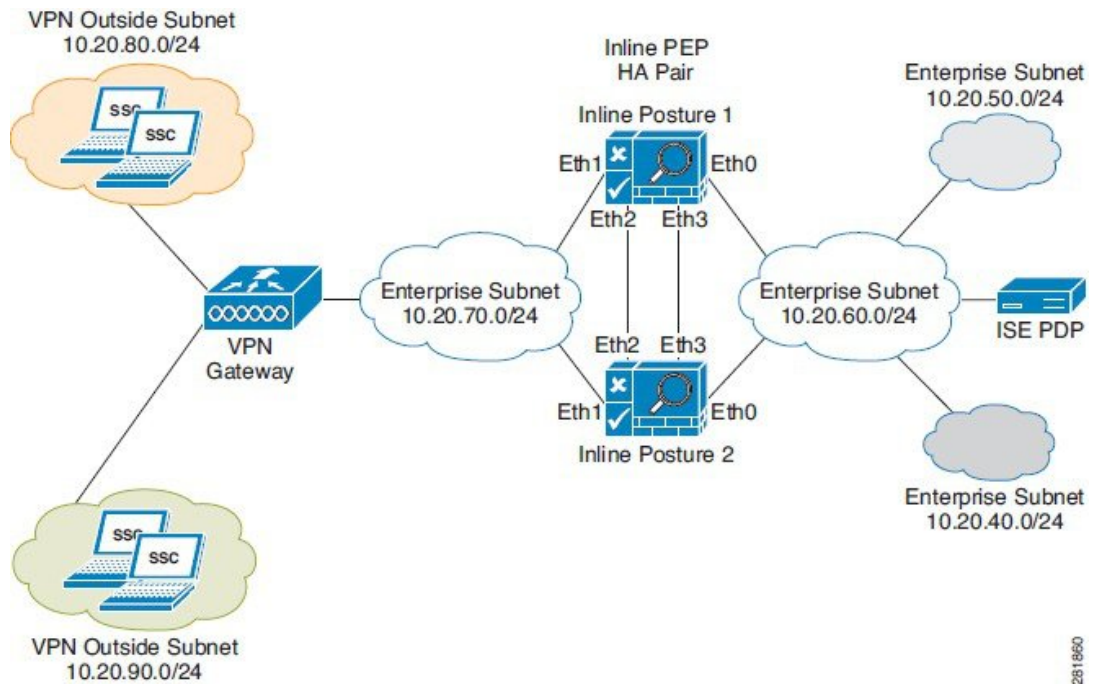 VPN Outside Subnet
10.20.80.0/24
SSC
SSC
Inline PEP
HA Pair
Inline Posture 1
Eth1
Eth0
Eth2
Eth3
Enterprise Subnet
10.20.50.0/24
VPN
Gateway
Enterprise Subnet
10.20.70.0/24
Enterprise Subnet
10.20.60.0/24
ISE PDP
Eth2
Eth3
Eth1
Eth0
Inline Posture 2
Enterprise Subnet
10.20.40.0/24
SSC
SSC
VPN Outside Subnet
10.20.90.0/24
281860